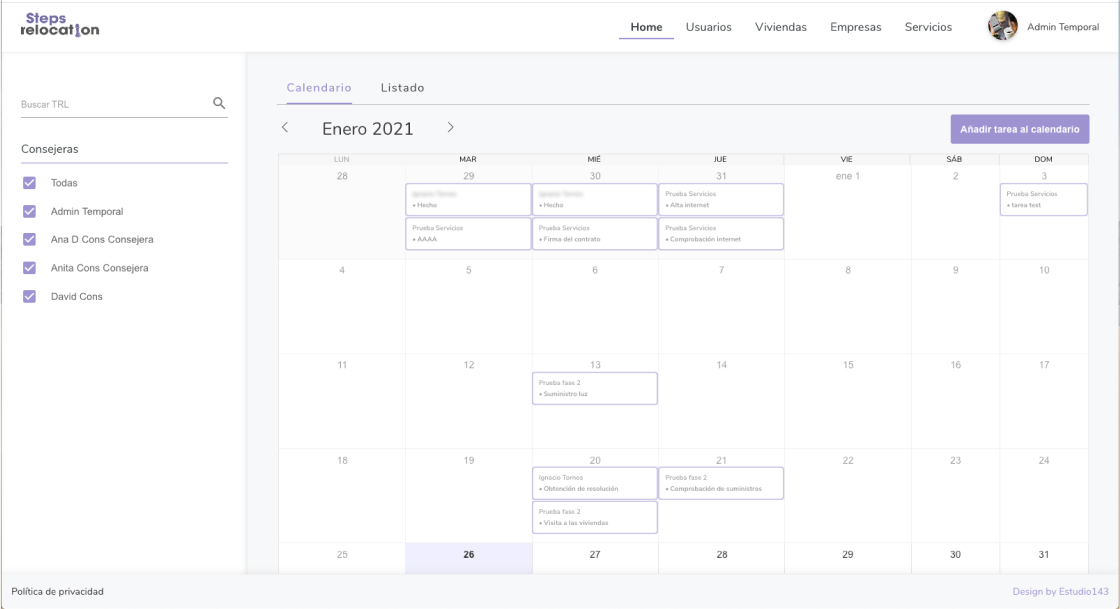 Steps
relocation
Home Usuarios Viviendas Empresas Servicios Admin Temporal
Buscar TRL
Consejeras
Todas
Admin Temporal
Ana D Cons Consejera
Anita Cons Consejera
David Cons
Calendario Listado
Enero 2021
Añadir tarea al calendario
LUN MAR MIÉ JUE VIE SÁB DOM
28 29 30 31 ene 1 2 3
• Hecho
Prueba Servicios
• AAAA
• Hecho
Prueba Servicios
• Firma del contrato
Prueba Servicios
• Alta internet
Prueba Servicios
• Comprobación internet
Prueba Servicios
• tarea test
4 5 6 7 8 9 10
11 12 13 14 15 16 17
Prueba fase 2
• Suministro luz
18 19 20 21 22 23 24
Ignacio Tornos
• Obtención de resolución
Prueba fase 2
• Visita a las viviendas
Prueba fase 2
• Comprobación de suministros
25 26 27 28 29 30 31
Política de privacidad
Design by Estudio143